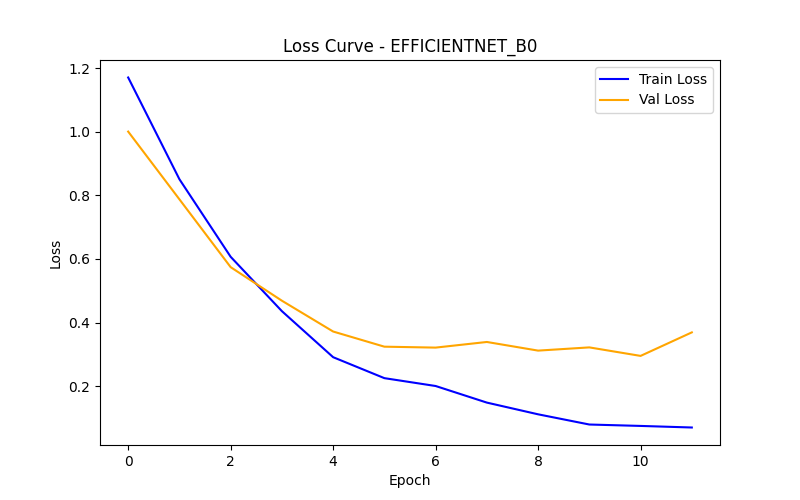 Loss Curve - EFFICIENTNET_B0
Train Loss
Val Loss
1.2
1.0
0.8
0.6
0.4
0.2
Loss
0 2 4 6 8 10
Epoch